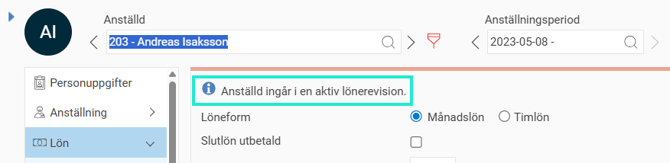 AI
Anställd
203 - Andreas Isaksson
Anställningsperiod
2023-05-08 -
Personuppgifter
Anställning
Lön
Anställd ingår i en aktiv lönerevision.
Löneform
Månadslön
Timlön
Slutlön utbetald